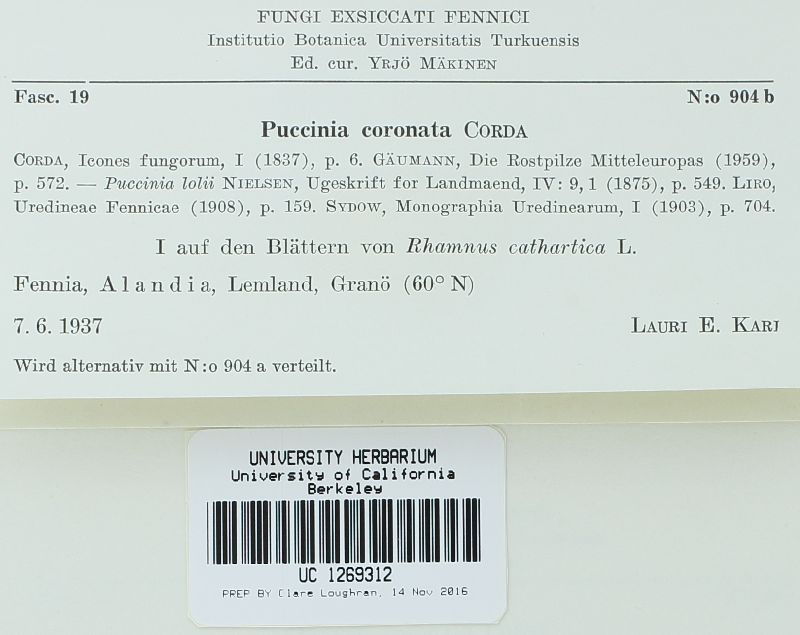 FUNGI EXSICCATI FENNICI
Institutio Botanica Universitatis Turkuensis
Ed. cur. YRJÖ MÄKINEN
Fasc. 19 N:o 904 b
Puccinia coronata CORDA
CORDA, Icones fungorum, I (1837), p. 6. GÄUMANN, Die Rostpilze Mitteleuropas (1959),
p. 572. — Puccinia lolii NIELSEN, Ugeskrift for Landmaend, IV: 9, 1 (1875), p. 549. LIRO,
Uredineae Fennicae (1908), p. 159. SYDOW, Monographia Uredinearum, I (1903), p. 704.
I auf den Blättern von Rhamnus cathartica L.
Fennia, Alandia, Lemland, Granö (60° N)
7. 6. 1937 LAURI E. KARI
Wird alternativ mit N:o 904 a verteilt.
UNIVERSITY HERBARIUM
University of California
Berkeley
UC 1269312
PREP BY Clare Loughran, 14 Nov 2016